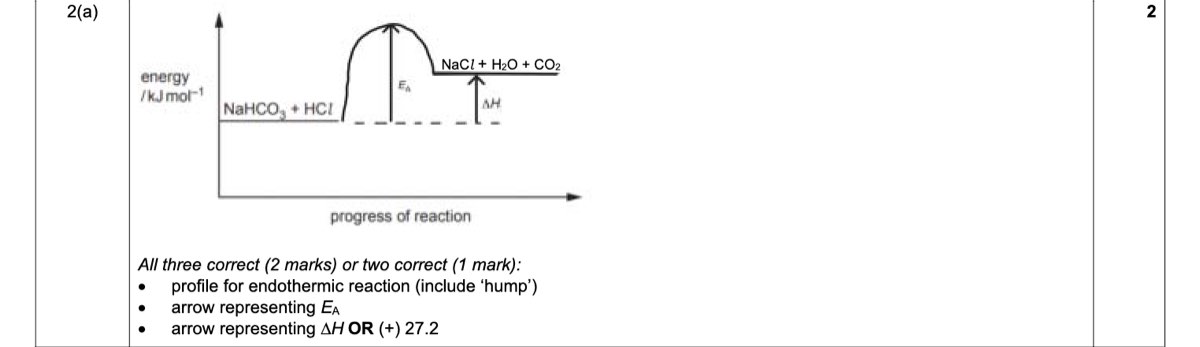 2(a)
2
NaCl + H2O + CO2
energy
/kJ mol–1
EA
NaHCO3 + HCl
ΔH
progress of reaction
All three correct (2 marks) or two correct (1 mark):
• profile for endothermic reaction (include ‘hump’)
• arrow representing EA
• arrow representing ΔH OR (+) 27.2